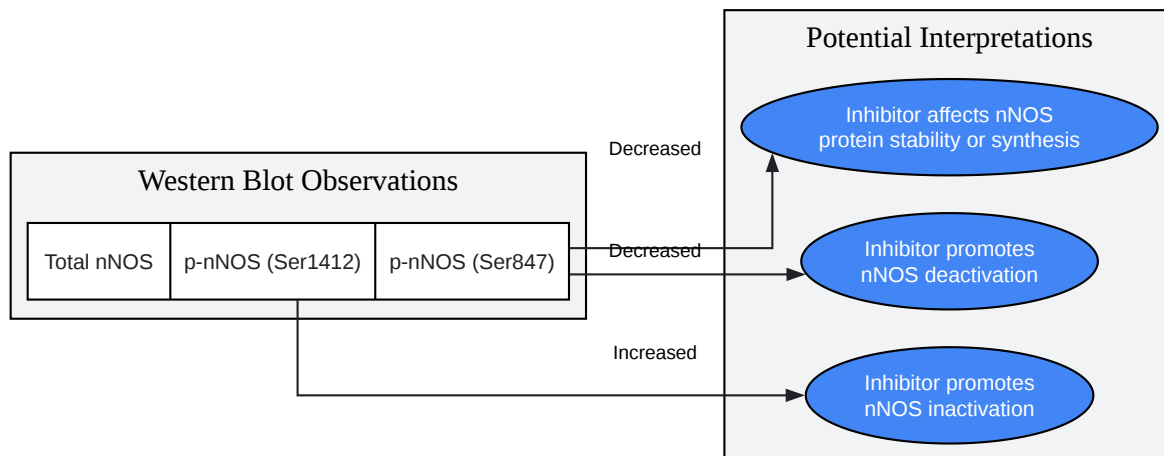 Potential Interpretations
Inhibitor affects nNOS
protein stability or synthesis
Decreased
Western Blot Observations
Total nNOS
p-nNOS (Ser1412)
p-nNOS (Ser847)
Decreased
Inhibitor promotes
nNOS deactivation
Increased
Inhibitor promotes
nNOS inactivation